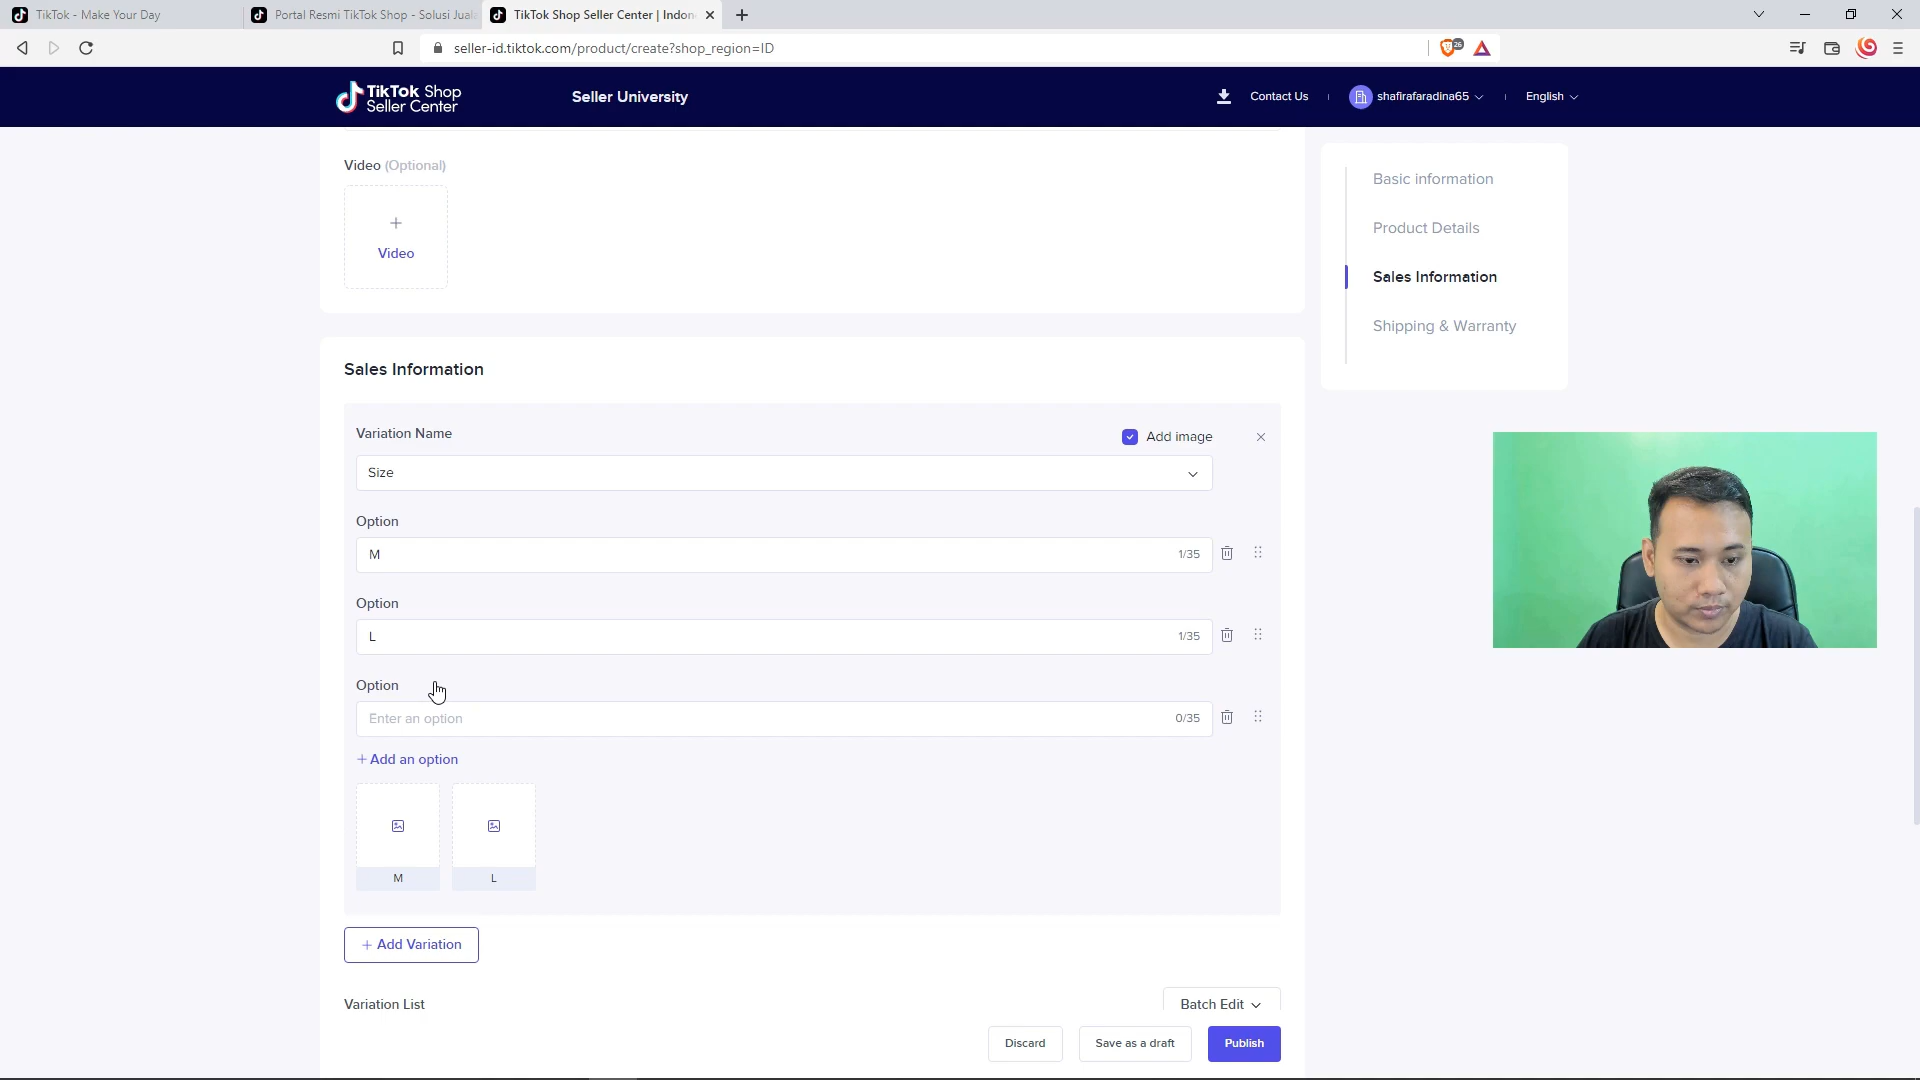 TikTok - Make Your Day
Portal Resmi TikTok Shop - Solusi Juala
TikTok Shop Seller Center | Indon
seller-id.tiktok.com/product/create?shop_region=ID
26
TikTok Shop
Seller Center
Seller University
Contact Us
shafirafaradina65
English
Video (Optional)
+
Video
Basic information
Product Details
Sales Information
Shipping & Warranty
Sales Information
Variation Name
Add image
Size
Option
M 1/35
Option
L 1/35
Option
Enter an option 0/35
+ Add an option
M
L
+ Add Variation
Variation List
Batch Edit
Discard
Save as a draft
Publish